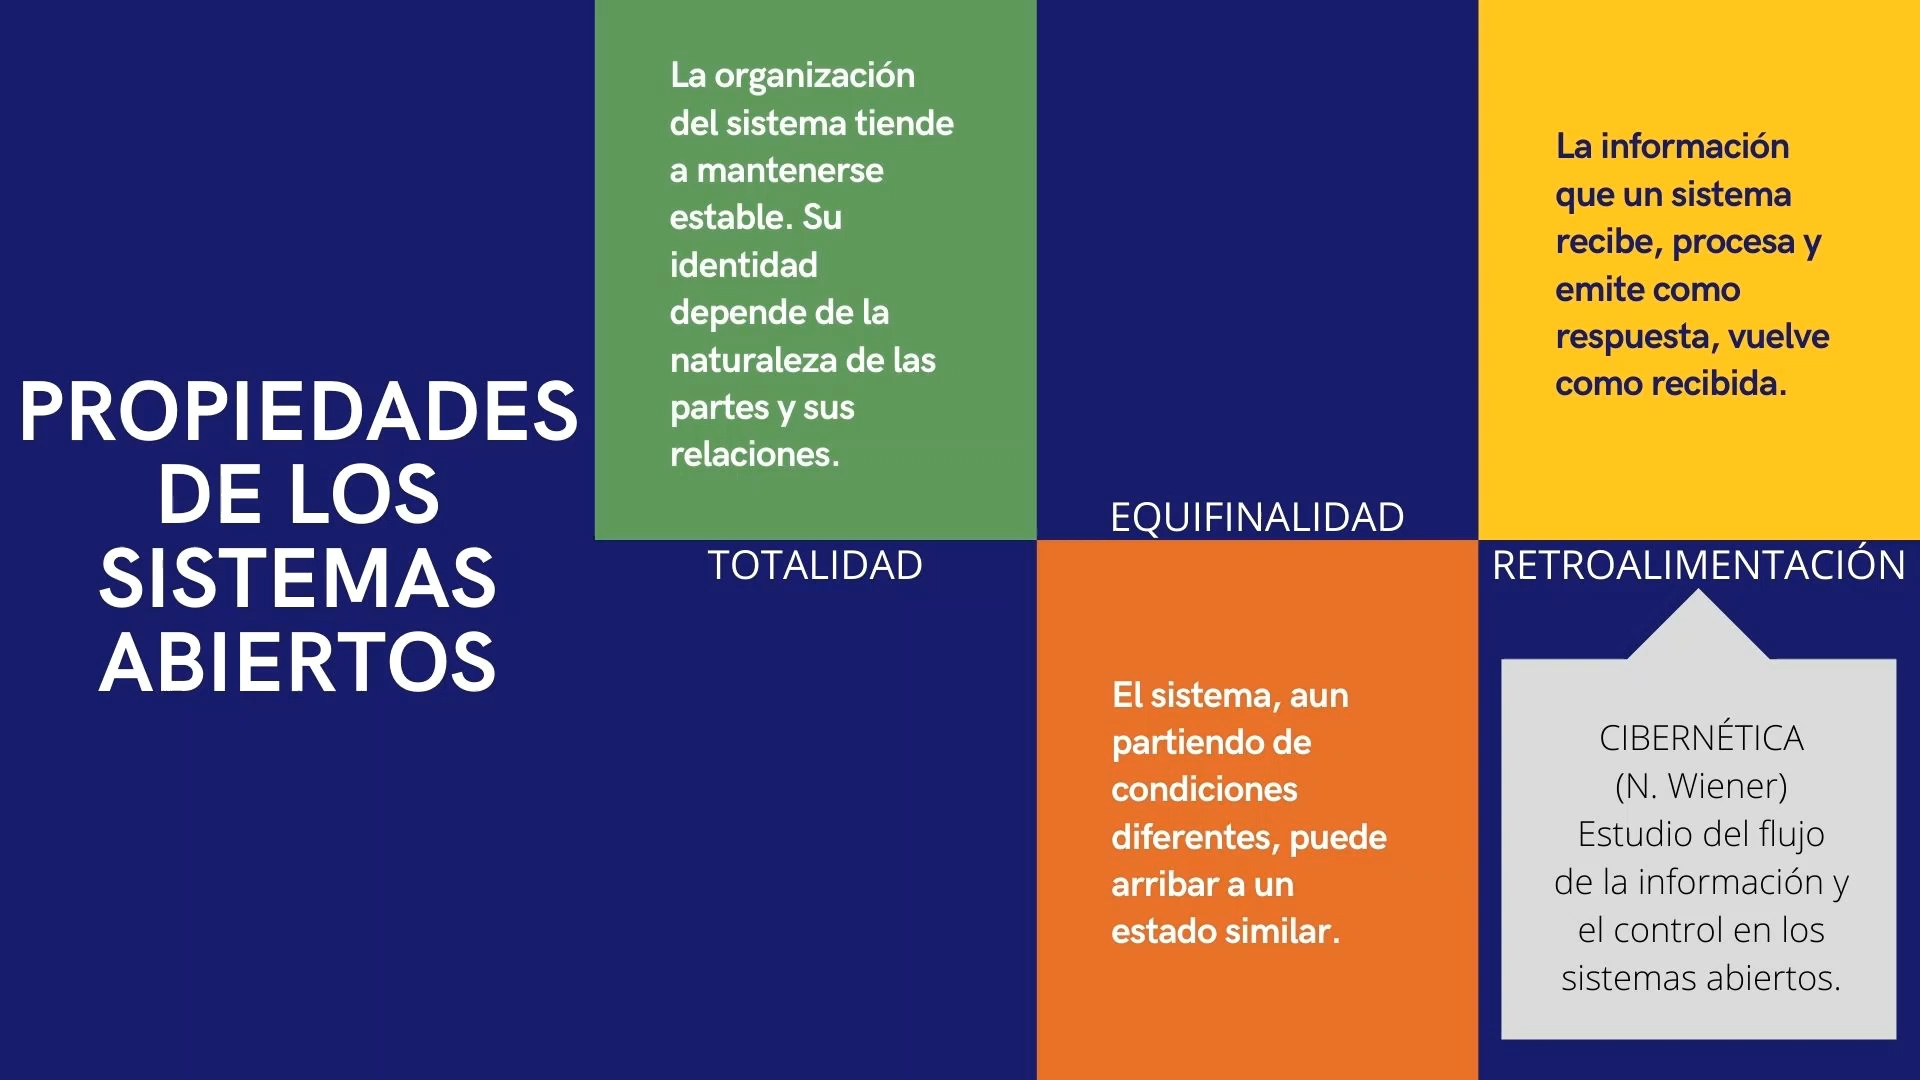 PROPIEDADES
DE LOS
SISTEMAS
ABIERTOS
La organización
del sistema tiende
a mantenerse
estable. Su
identidad
depende de la
naturaleza de las
partes y sus
relaciones.
TOTALIDAD
EQUIFINALIDAD
El sistema, aun
partiendo de
condiciones
diferentes, puede
arribar a un
estado similar.
La información
que un sistema
recibe, procesa y
emite como
respuesta, vuelve
como recibida.
RETROALIMENTACIÓN
CIBERNÉTICA
(N. Wiener)
Estudio del flujo
de la información y
el control en los
sistemas abiertos.